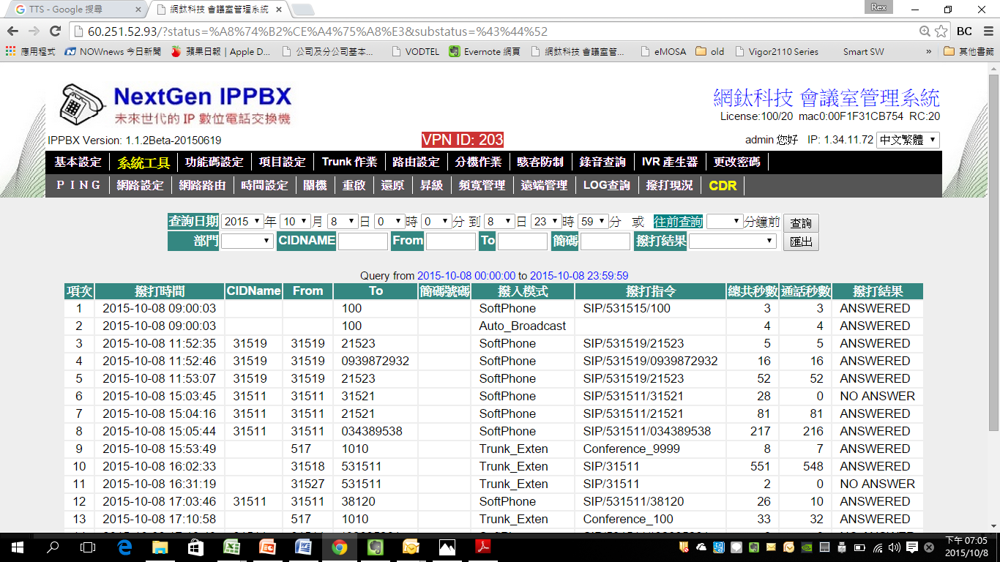 TTS - Google 搜尋
網鈦科技 會議室管理系統
Rex
60.251.52.93/?status=%A8%74%B2%CE%A4%75%A8%E3&substatus=%43%44%52
BC
應用程式 NOWnews 今日新聞 蘋果日報 | Apple D... 公司及分公司基本... VODTEL Evernote 網頁 網鈦科技 會議室管... eMOSA old Vigor2110 Series Smart SW » 其他書籤
NextGen IPPBX
未來世代的 IP 數位電話交換機
網鈦科技 會議室管理系統
License:100/20 mac0:00F1F31CB754 RC:20
IPPBX Version: 1.1.2Beta-20150619 VPN ID: 203 admin 您好 IP: 1.34.11.72 中文繁體
基本設定 系統工具 功能碼設定 項目設定 Trunk 作業 路由設定 分機作業 駭客防制 錄音查詢 IVR 產生器 更改密碼
ＰＩＮＧ 網路設定 網路路由 時間設定 關機 重啟 還原 昇級 頻寬管理 遠端管理 LOG查詢 撥打現況 CDR
查詢日期 2015 年 10 月 8 日 0 時 0 分 到 8 日 23 時 59 分 或 往前查詢 分鐘前 查詢
部門 CIDNAME From To 簡碼 撥打結果 匯出
Query from 2015-10-08 00:00:00 to 2015-10-08 23:59:59
項次 撥打時間 CIDName From To 簡碼號碼 撥入模式 撥打指令 總共秒數 通話秒數 撥打結果
1 2015-10-08 09:00:03 100 SoftPhone SIP/531515/100 3 3 ANSWERED
2 2015-10-08 09:00:03 100 Auto_Broadcast 4 4 ANSWERED
3 2015-10-08 11:52:35 31519 31519 21523 SoftPhone SIP/531519/21523 5 5 ANSWERED
4 2015-10-08 11:52:46 31519 31519 0939872932 SoftPhone SIP/531519/0939872932 16 16 ANSWERED
5 2015-10-08 11:53:07 31519 31519 21523 SoftPhone SIP/531519/21523 52 52 ANSWERED
6 2015-10-08 15:03:45 31511 31511 31521 SoftPhone SIP/531511/31521 28 0 NO ANSWER
7 2015-10-08 15:04:16 31511 31511 21521 SoftPhone SIP/531511/21521 81 81 ANSWERED
8 2015-10-08 15:05:44 31511 31511 034389538 SoftPhone SIP/531511/034389538 217 216 ANSWERED
9 2015-10-08 15:53:49 517 1010 Trunk_Exten Conference_9999 8 7 ANSWERED
10 2015-10-08 16:02:33 31518 531511 Trunk_Exten SIP/31511 551 548 ANSWERED
11 2015-10-08 16:31:19 31527 531511 Trunk_Exten SIP/31511 2 0 NO ANSWER
12 2015-10-08 17:03:46 31511 31511 38120 SoftPhone SIP/531511/38120 26 10 ANSWERED
13 2015-10-08 17:10:58 517 1010 Trunk_Exten Conference_100 33 32 ANSWERED
下午 07:05
2015/10/8